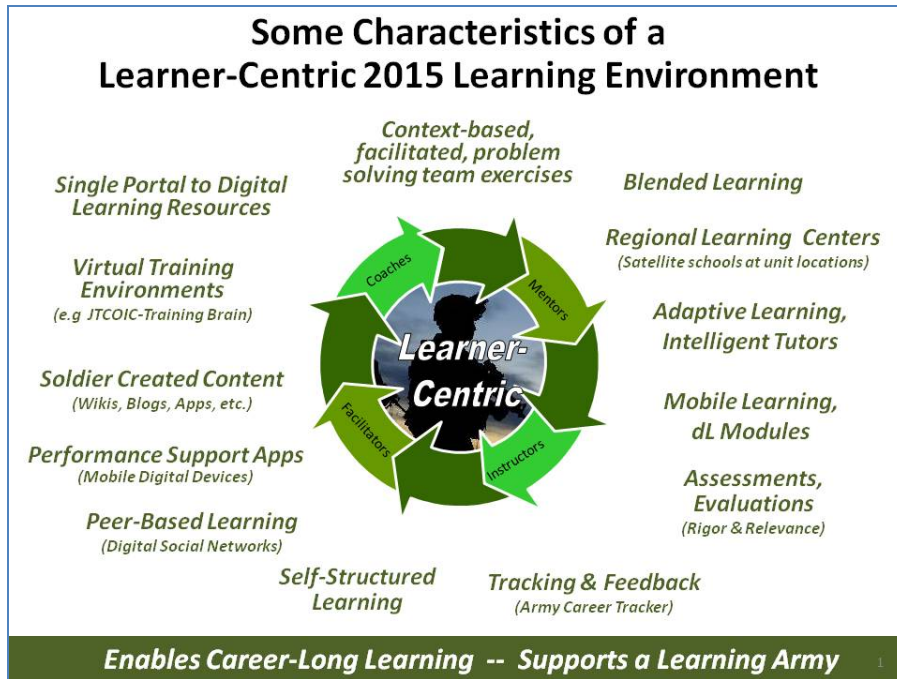 Some Characteristics of a
Learner-Centric 2015 Learning Environment
Context-based,
facilitated, problem
solving team exercises
Single Portal to Digital
Learning Resources
Blended Learning
Regional Learning Centers
(Satellite schools at unit locations)
Virtual Training
Environments
(e.g JTCOIC-Training Brain)
Adaptive Learning,
Intelligent Tutors
Soldier Created Content
(Wikis, Blogs, Apps, etc.)
Mobile Learning,
dL Modules
Performance Support Apps
(Mobile Digital Devices)
Assessments,
Evaluations
(Rigor & Relevance)
Peer-Based Learning
(Digital Social Networks)
Self-Structured
Learning
Tracking & Feedback
(Army Career Tracker)
Coaches
Mentors
Learner-
Centric
Facilitators
Instructors
Enables Career-Long Learning -- Supports a Learning Army
1